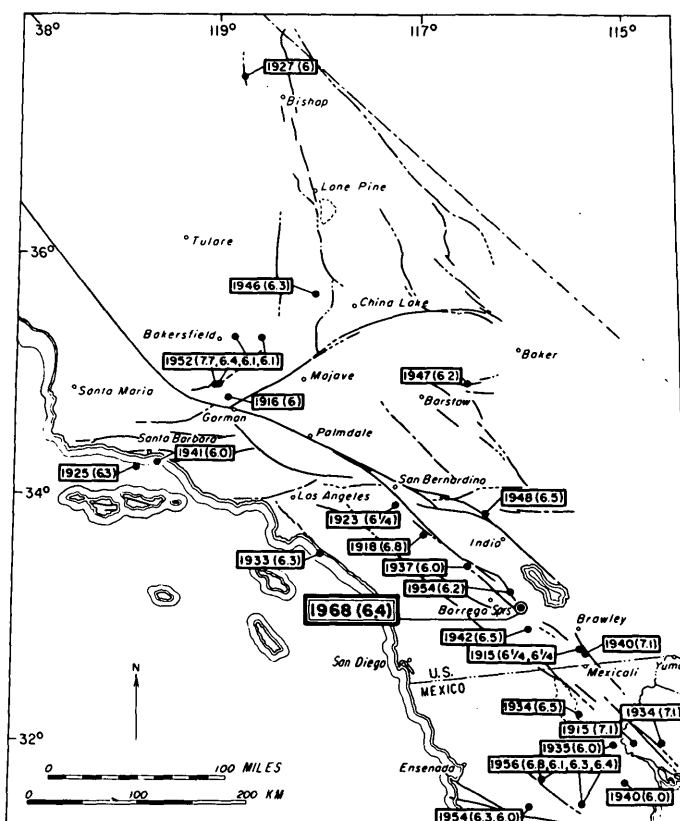 38°
119°
117°
115°
1927 (6)
Bishop
Lone Pine
Tulare
36°
1946 (6.3)
China Lake
Bakersfield
Baker
1952 (7.7, 6.4, 6.1, 6.1)
Mojave
1947 (6.2)
Santa Maria
1916 (6)
Barstow
Gorman
Santa Barbara
Palmdale
1941 (6.0)
1925 (6.3)
San Bernardino
34°
Los Angeles
1948 (6.5)
1923 (6¼)
1918 (6.8)
Indio
1933 (6.3)
1937 (6.0)
1954 (6.2)
1968 (6.4)
Borrego Sprs
Brawley
1942 (6.5)
1940 (7.1)
1915 (6¼, 6¼)
San Diego
U.S.
MEXICO
Mexicali
Yuma
N
1934 (6.5)
1934 (7.1)
1915 (7.1)
32°
1935 (6.0)
1956 (6.8, 6.1, 6.3, 6.4)
0 100 MILES
Ensenada
0 100 200 KM
1940 (6.0)
1954 (6.3, 6.0)